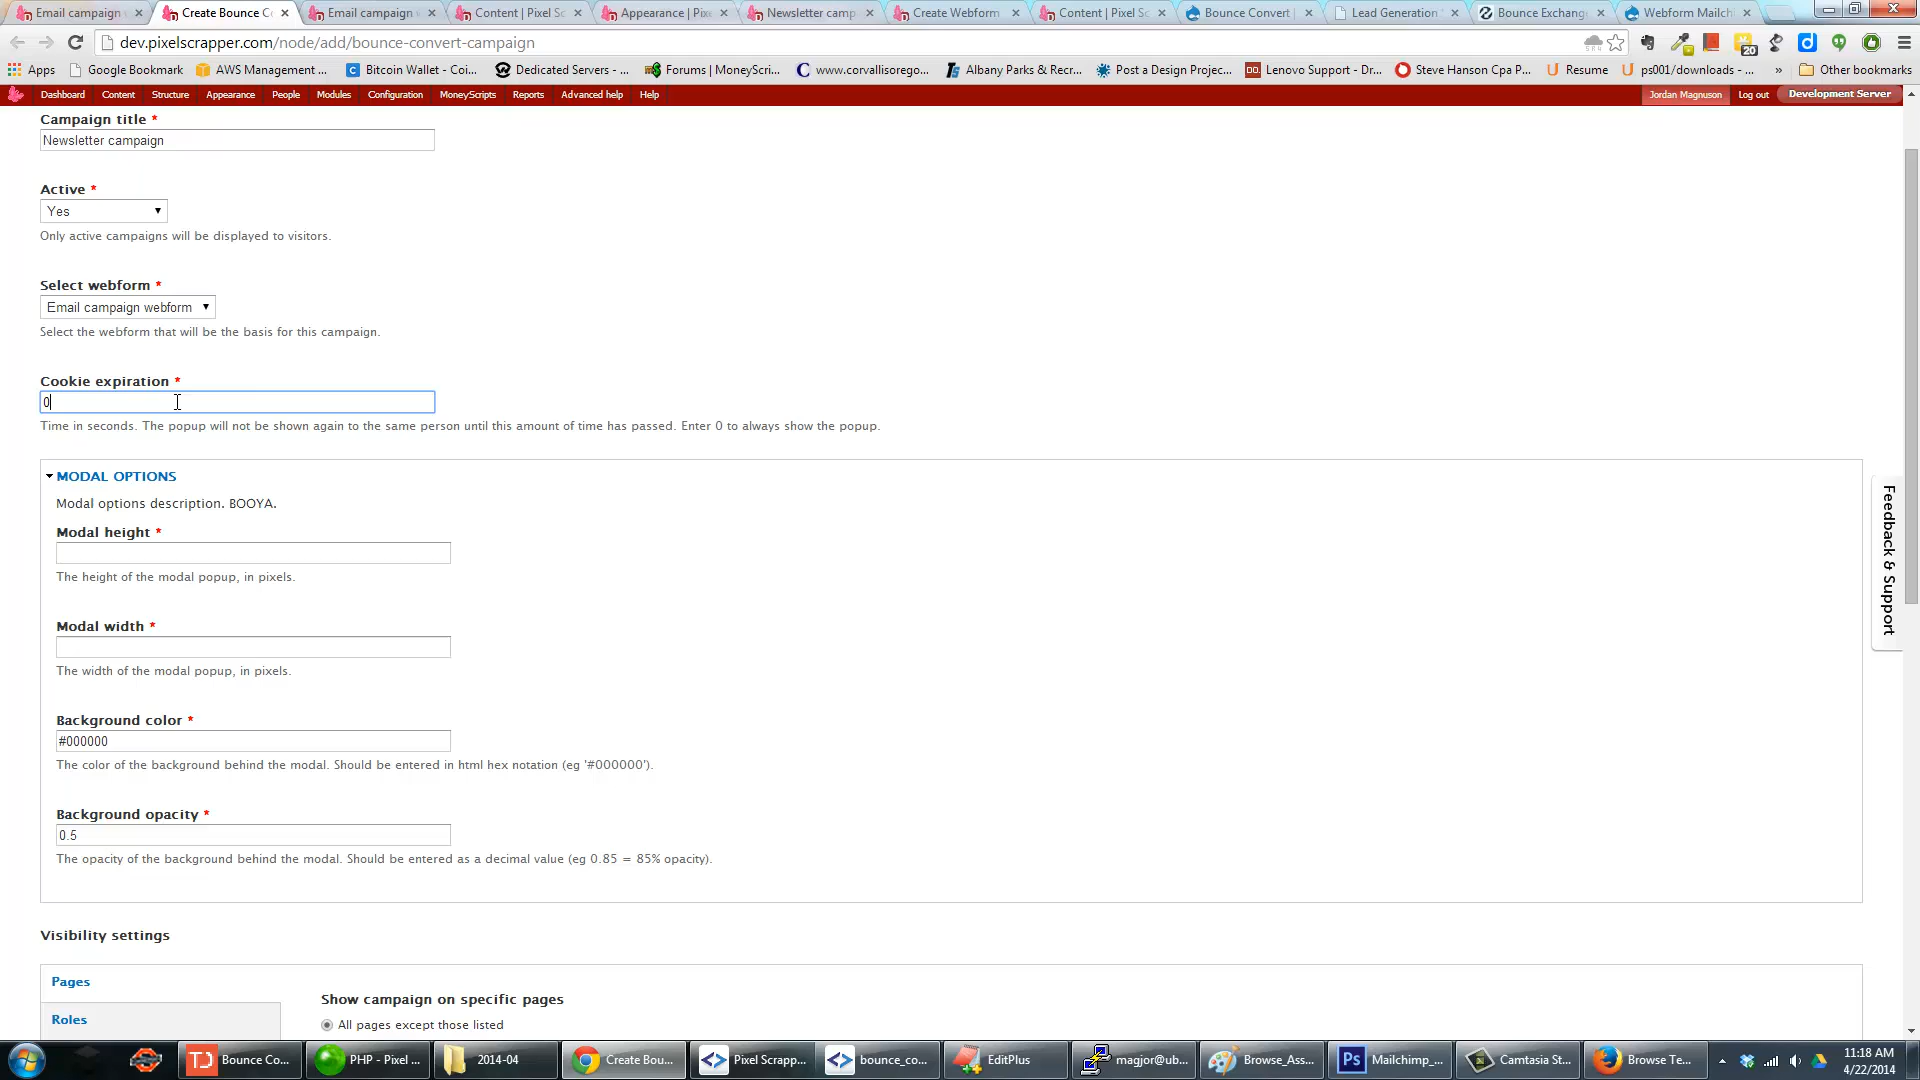 Email campaign
Create Bounce C
Email campaign
Content | Pixel Sc
Appearance | Pixe
Newsletter camp
Create Webform
Content | Pixel Sc
Bounce Convert |
Lead Generation
Bounce Exchang
Webform Mailch
dev.pixelscrapper.com/node/add/bounce-convert-campaign
20
Apps
Google Bookmark
AWS Management ...
Bitcoin Wallet - Coi...
Dedicated Servers - ...
Forums | MoneyScri...
www.corvallisorego...
Albany Parks & Recr...
Post a Design Projec...
Lenovo Support - Dr...
Steve Hanson Cpa P...
Resume
ps001/downloads - ...
» Other bookmarks
Dashboard
Content
Structure
Appearance
People
Modules
Configuration
MoneyScripts
Reports
Advanced help
Help
Jordan Magnuson
Log out
Development Server
Campaign title *
Newsletter campaign
Active *
Yes
Only active campaigns will be displayed to visitors.
Select webform *
Email campaign webform
Select the webform that will be the basis for this campaign.
Cookie expiration *
0
Time in seconds. The popup will not be shown again to the same person until this amount of time has passed. Enter 0 to always show the popup.
MODAL OPTIONS
Modal options description. BOOYA.
Modal height *
The height of the modal popup, in pixels.
Modal width *
The width of the modal popup, in pixels.
Background color *
#000000
The color of the background behind the modal. Should be entered in html hex notation (eg '#000000').
Background opacity *
0.5
The opacity of the background behind the modal. Should be entered as a decimal value (eg 0.85 = 85% opacity).
Feedback & Support
Visibility settings
Pages
Roles
Show campaign on specific pages
All pages except those listed
Bounce Co...
PHP - Pixel ...
2014-04
Create Bou...
Pixel Scrapp...
bounce_co...
EditPlus
magjor@ub...
Browse_Ass...
Ps Mailchimp_...
Camtasia St...
Browse Te...
11:18 AM
4/22/2014